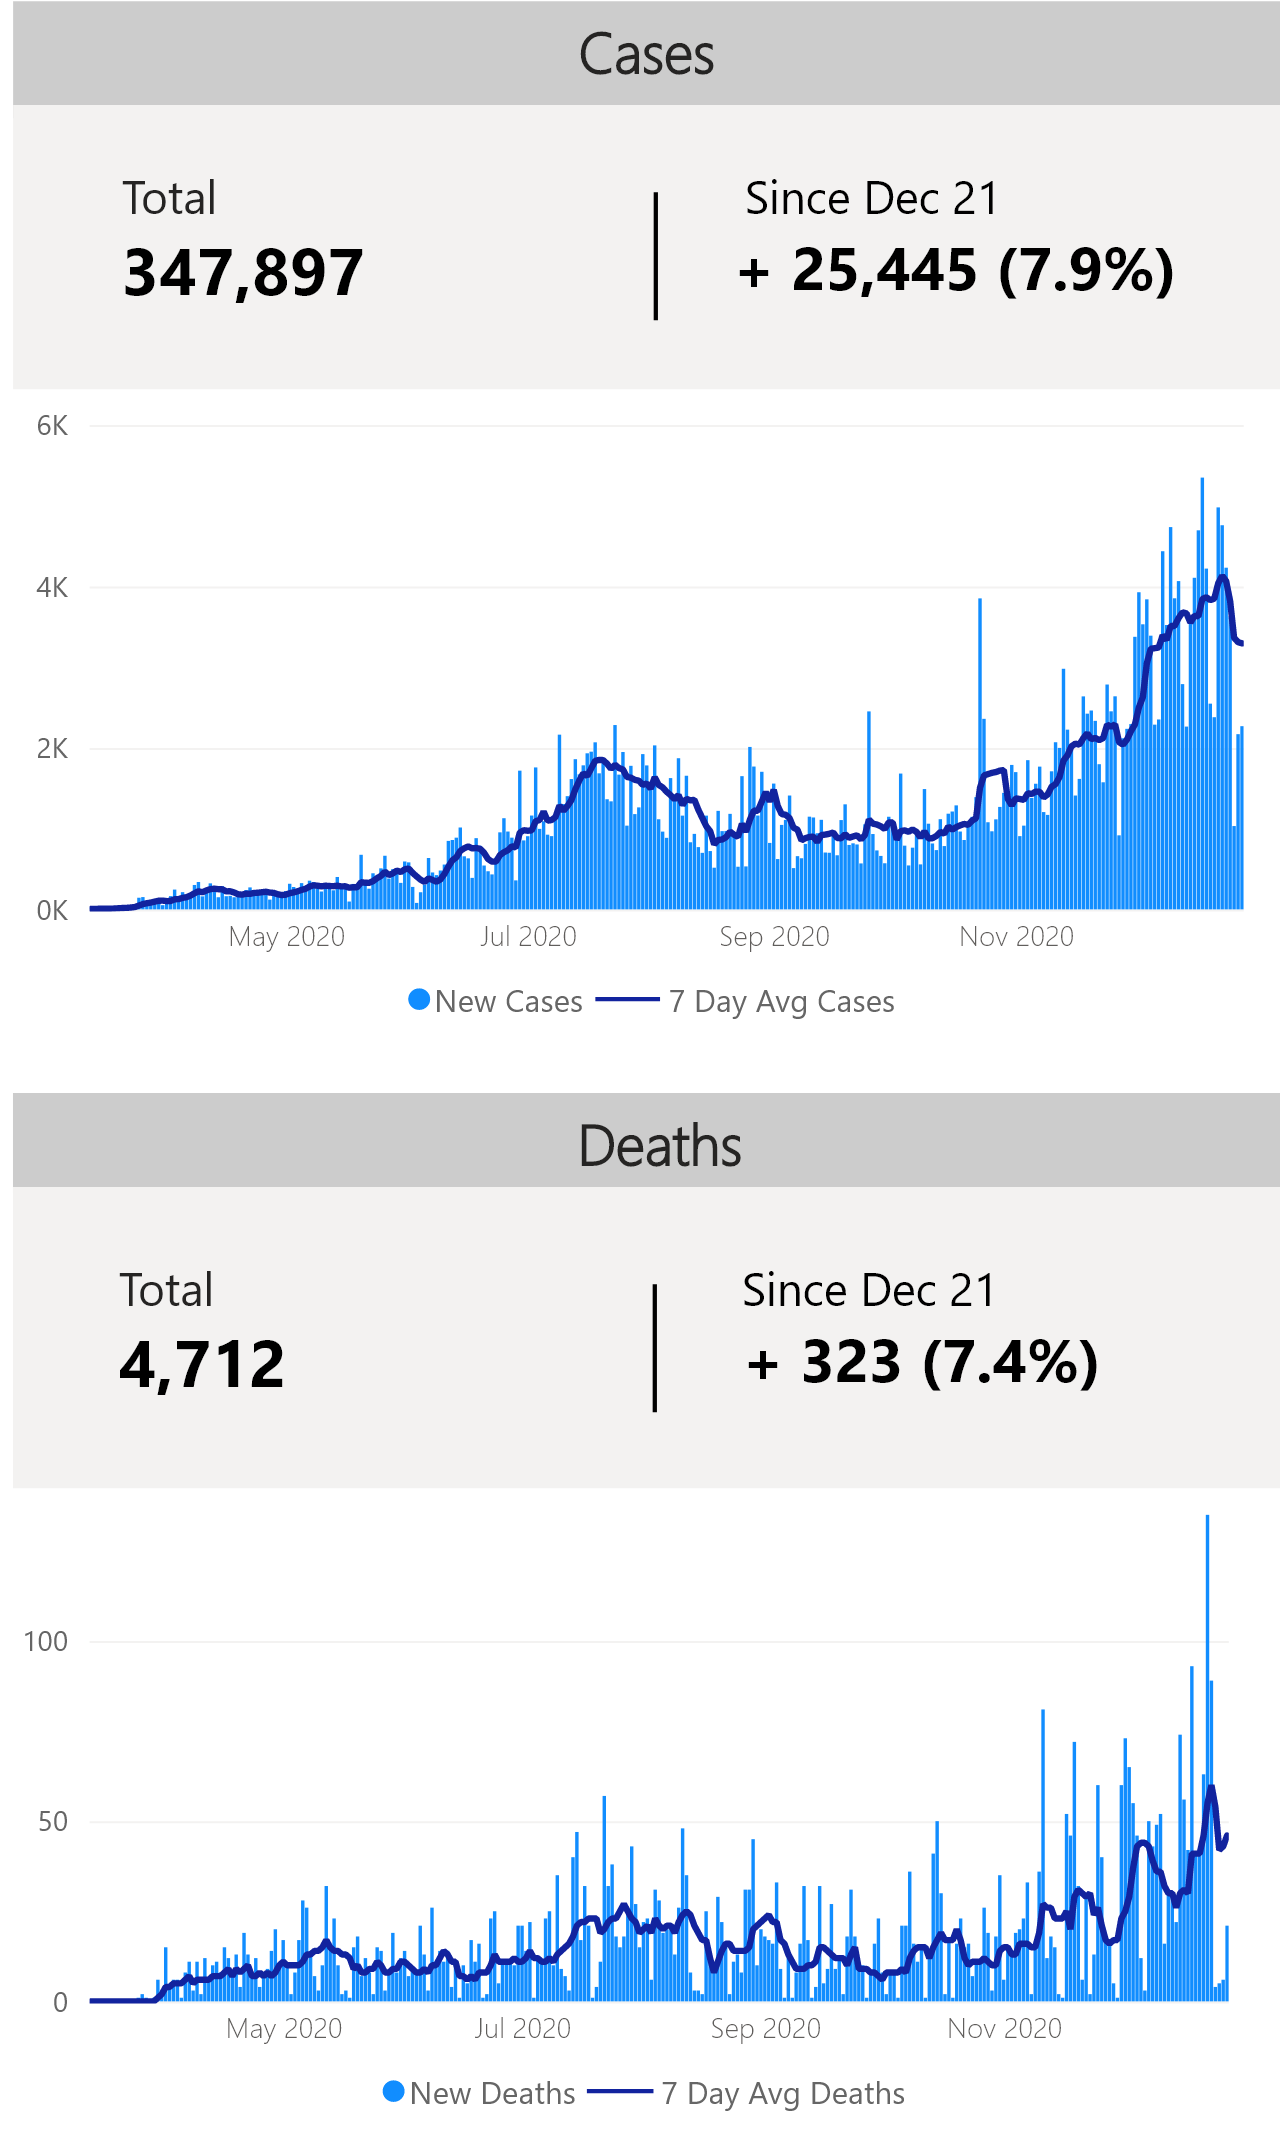 Cases
Total
Since Dec 21
347,897
+ 25,445 (7.9%)
6K
4K
2K
0K
May 2020
Jul 2020
Sep 2020
Nov 2020
New Cases
7 Day Avg Cases
Deaths
Total
Since Dec 21
4,712
+ 323 (7.4%)
100
50
0
May 2020
Jul 2020
Sep 2020
Nov 2020
New Deaths
7 Day Avg Deaths